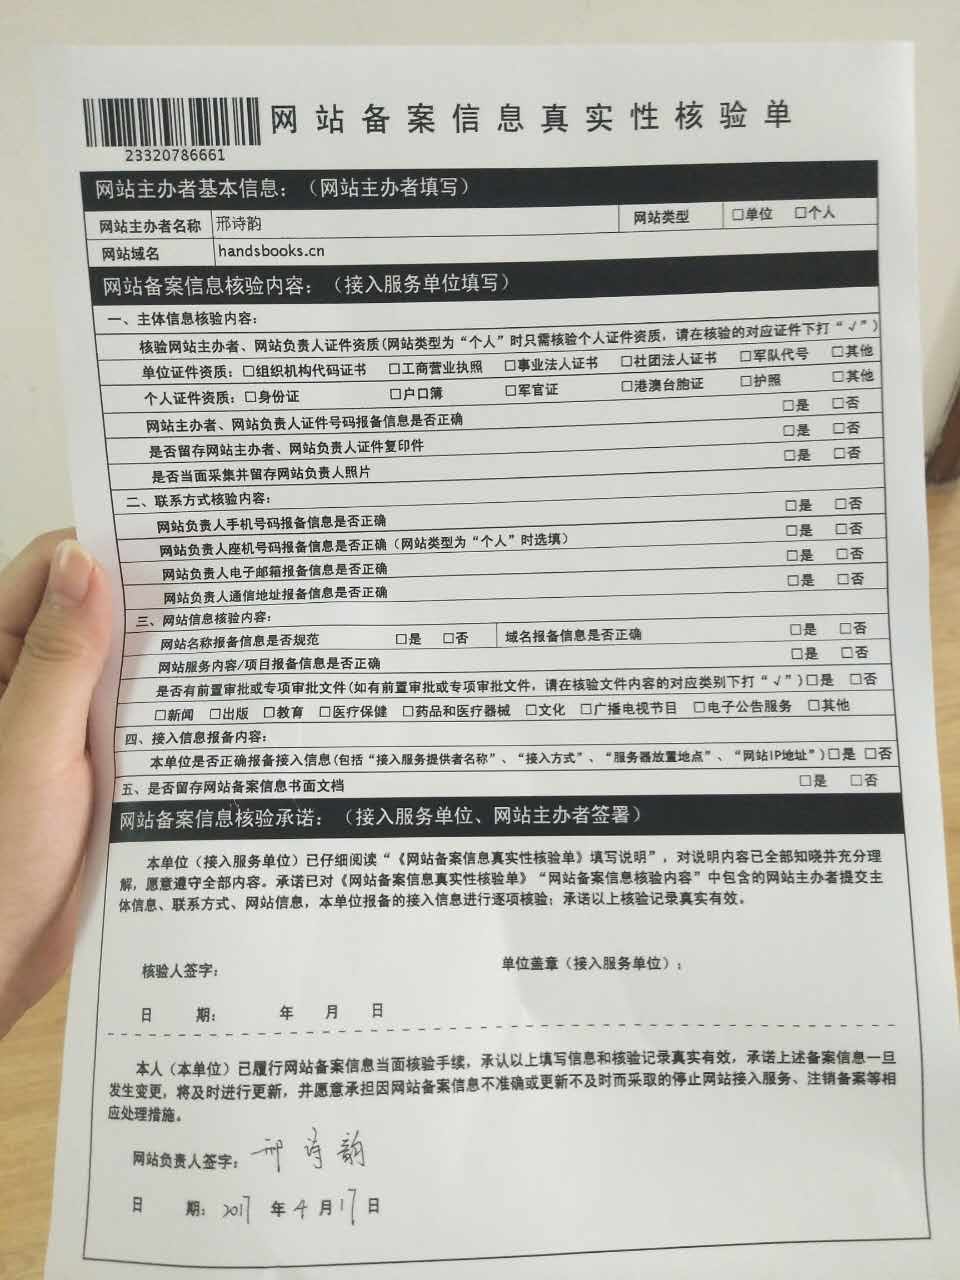 网站备案信息真实性核验单
23320786661
网站主办者基本信息：（网站主办者填写）
网站主办者名称 邢诗韵 网站类型 □单位 □个人
网站域名 handsbooks.cn
网站备案信息核验内容：（接入服务单位填写）
一、主体信息核验内容：
核验网站主办者、网站负责人证件资质(网站类型为“个人”时只需核验个人证件资质，请在核验的对应证件下打“√”)
单位证件资质：□组织机构代码证书 □工商营业执照 □事业法人证书 □社团法人证书 □军队代号 □其他
个人证件资质：□身份证 □户口簿 □军官证 □港澳台胞证 □护照 □其他
网站主办者、网站负责人证件号码报备信息是否正确 □是 □否
是否留存网站主办者、网站负责人证件复印件 □是 □否
是否当面采集并留存网站负责人照片 □是 □否
二、联系方式核验内容：
网站负责人手机号码报备信息是否正确 □是 □否
网站负责人座机号码报备信息是否正确（网站类型为“个人”时选填） □是 □否
网站负责人电子邮箱报备信息是否正确 □是 □否
网站负责人通信地址报备信息是否正确 □是 □否
三、网站信息核验内容：
网站名称报备信息是否规范 □是 □否 域名报备信息是否正确 □是 □否
网站服务内容/项目报备信息是否正确 □是 □否
是否有前置审批或专项审批文件(如有前置审批或专项审批文件，请在核验文件内容的对应类别下打“√”)□是 □否
□新闻 □出版 □教育 □医疗保健 □药品和医疗器械 □文化 □广播电视节目 □电子公告服务 □其他
四、接入信息报备内容：
本单位是否正确报备接入信息(包括“接入服务提供者名称”、“接入方式”、“服务器放置地点”、“网站IP地址”)□是 □否
五、是否留存网站备案信息书面文档 □是 □否
网站备案信息核验承诺：（接入服务单位、网站主办者签署）
本单位（接入服务单位）已仔细阅读“《网站备案信息真实性核验单》填写说明”，对说明内容已全部知晓并充分理
解，愿意遵守全部内容。承诺已对《网站备案信息真实性核验单》“网站备案信息核验内容”中包含的网站主办者提交主
体信息、联系方式、网站信息，本单位报备的接入信息进行逐项核验；承诺以上核验记录真实有效。
核验人签字： 单位盖章（接入服务单位）：
日 期： 年 月 日
本人（本单位）已履行网站备案信息当面核验手续，承认以上填写信息和核验记录真实有效，承诺上述备案信息一旦
发生变更，将及时进行更新，并愿意承担因网站备案信息不准确或更新不及时而采取的停止网站接入服务、注销备案等相
应处理措施。
网站负责人签字：邢诗韵
日 期：2017 年 4 月 17 日